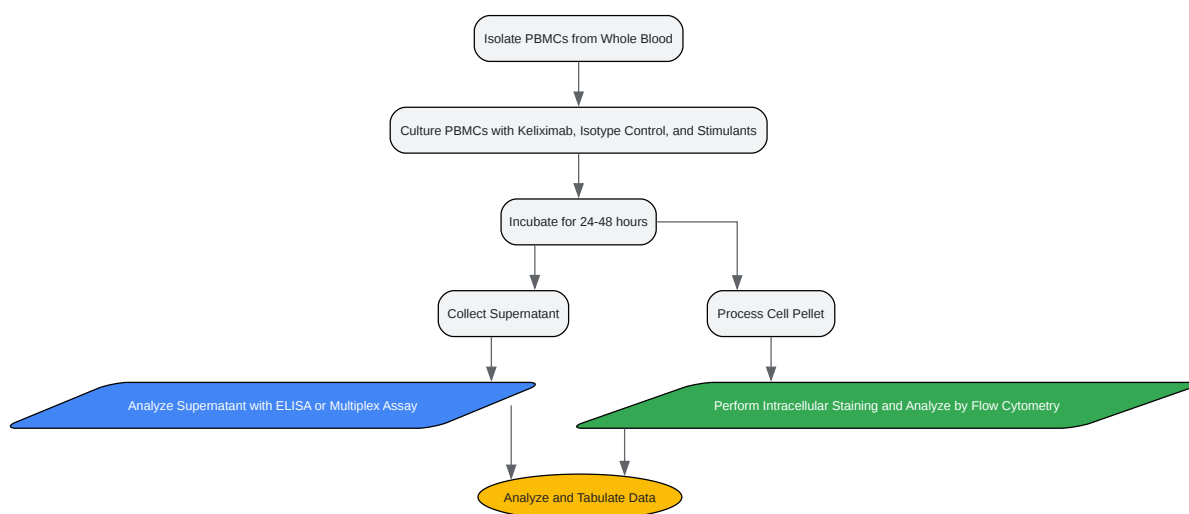 Isolate PBMCs from Whole Blood
Culture PBMCs with Keliximab, Isotype Control, and Stimulants
Incubate for 24-48 hours
Collect Supernatant
Process Cell Pellet
Analyze Supernatant with ELISA or Multiplex Assay
Perform Intracellular Staining and Analyze by Flow Cytometry
Analyze and Tabulate Data